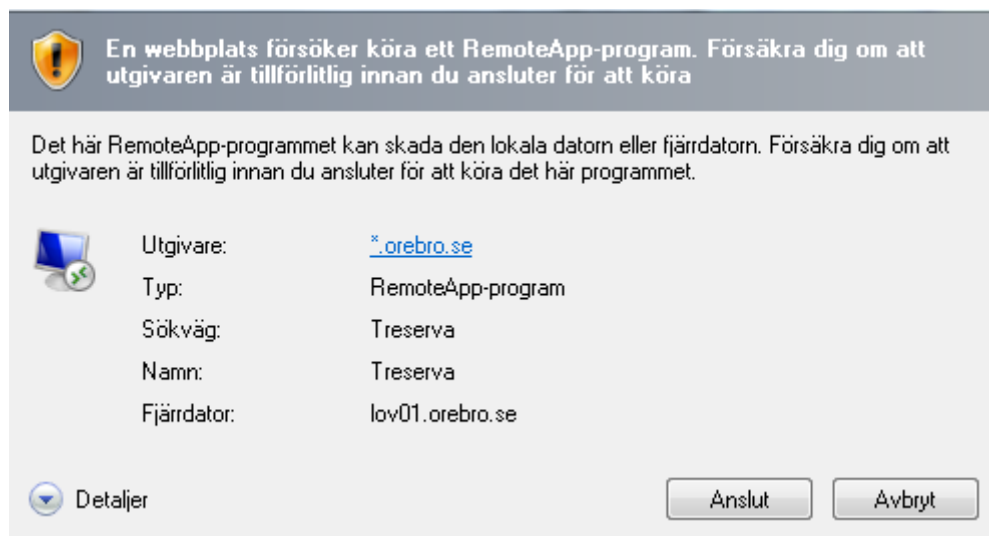 En webbplats försöker köra ett RemoteApp-program. Försäkra dig om att
utgivaren är tillförlitlig innan du ansluter för att köra
Det här RemoteApp-programmet kan skada den lokala datorn eller fjärrdatorn. Försäkra dig om att
utgivaren är tillförlitlig innan du ansluter för att köra det här programmet.
Utgivare: *.orebro.se
Typ: RemoteApp-program
Sökväg: Treserva
Namn: Treserva
Fjärrdator: lov01.orebro.se
Detaljer Anslut Avbryt